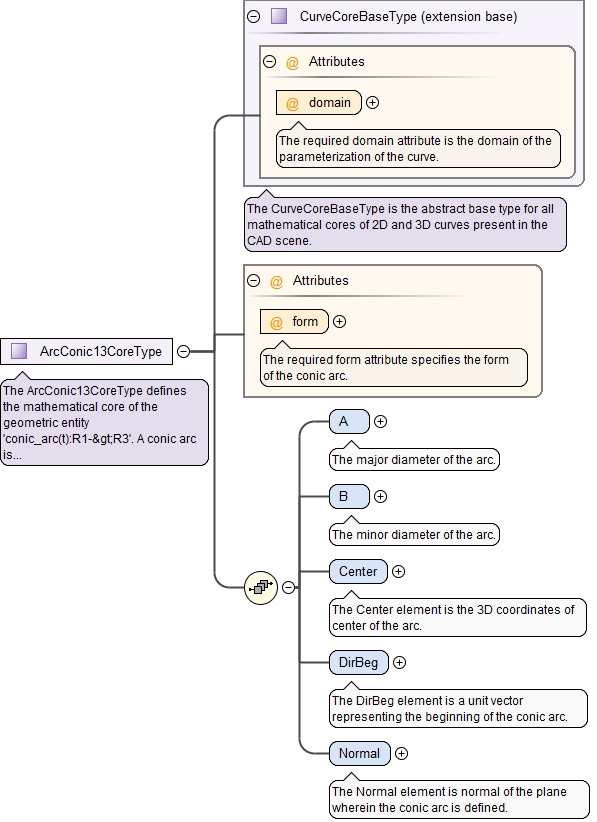 CurveCoreBaseType (extension base)
@ Attributes
@ domain
The required domain attribute is the domain of the
parameterization of the curve.
The CurveCoreBaseType is the abstract base type for all
mathematical cores of 2D and 3D curves present in the
CAD scene.
@ Attributes
@ form
The required form attribute specifies the form
of the conic arc.
ArcConic13CoreType
The ArcConic13CoreType defines
the mathematical core of the
geometric entity
'conic_arc(t):R1-&gt;R3'. A conic arc
is...
A
The major diameter of the arc.
B
The minor diameter of the arc.
Center
The Center element is the 3D coordinates of
center of the arc.
DirBeg
The DirBeg element is a unit vector
representing the beginning of the conic arc.
Normal
The Normal element is normal of the plane
wherein the conic arc is defined.